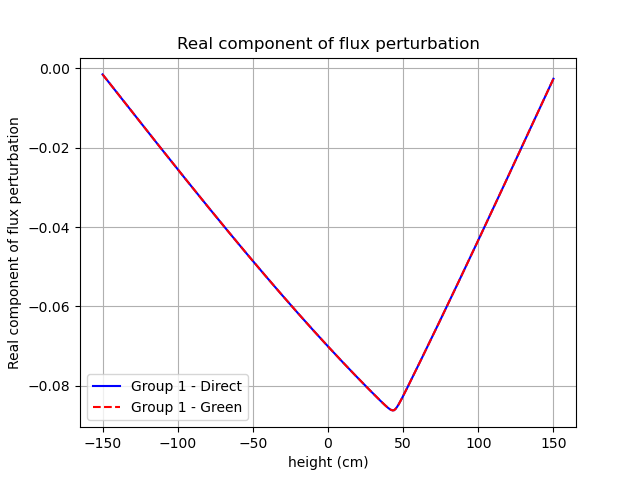 Real component of flux perturbation
Real component of flux perturbation
0.00
−0.02
−0.04
−0.06
−0.08
Group 1 - Direct
Group 1 - Green
−150
−100
−50
0
50
100
150
height (cm)